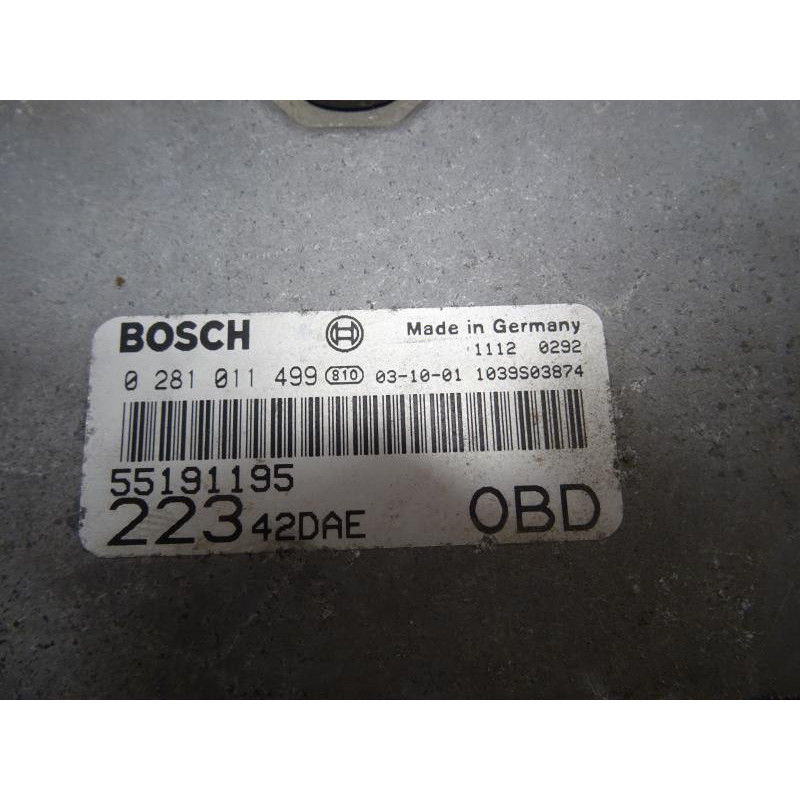 BOSCH Made in Germany
1112 0292
0 281 011 499 810 03-10-01 1039S03874
55191195
223 42DAE OBD